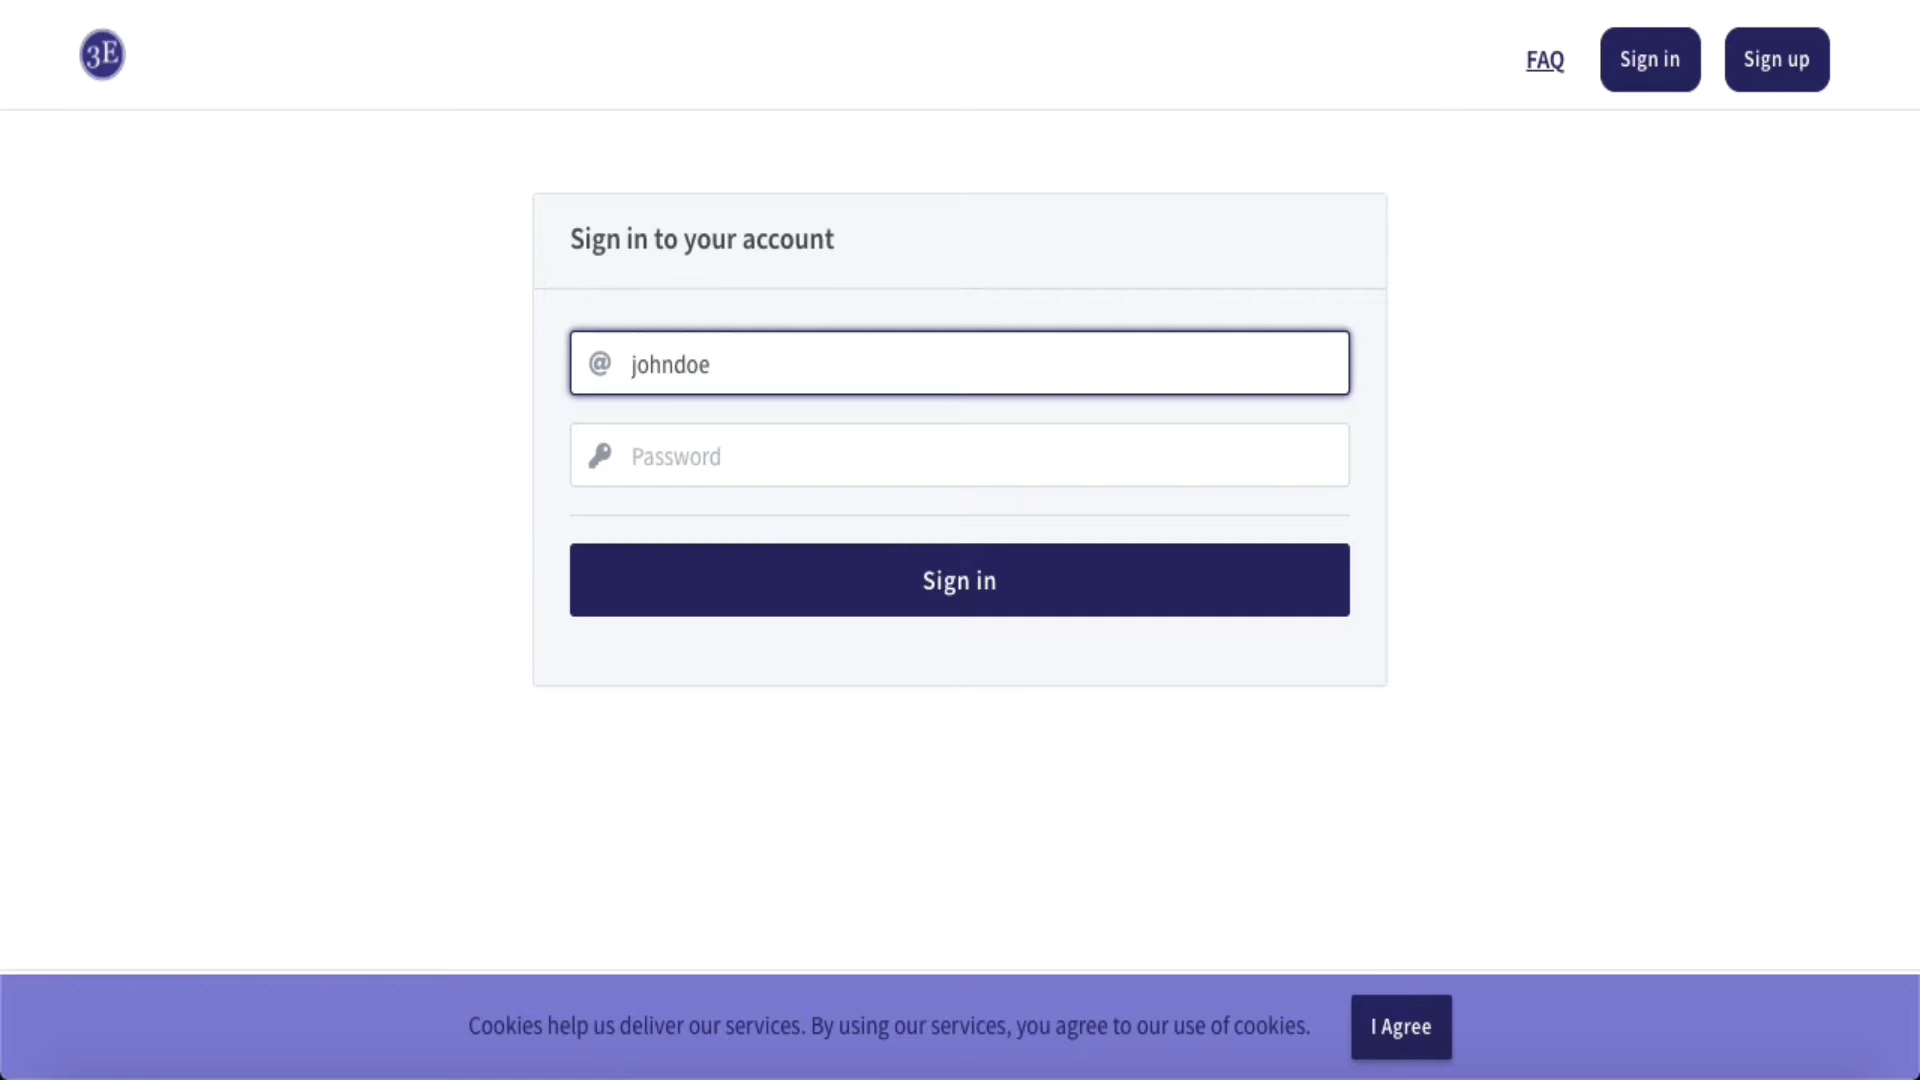 3E
FAQ
Sign in
Sign up
Sign in to your account
@ johndoe
Password
Sign in
Cookies help us deliver our services. By using our services, you agree to our use of cookies.
I Agree